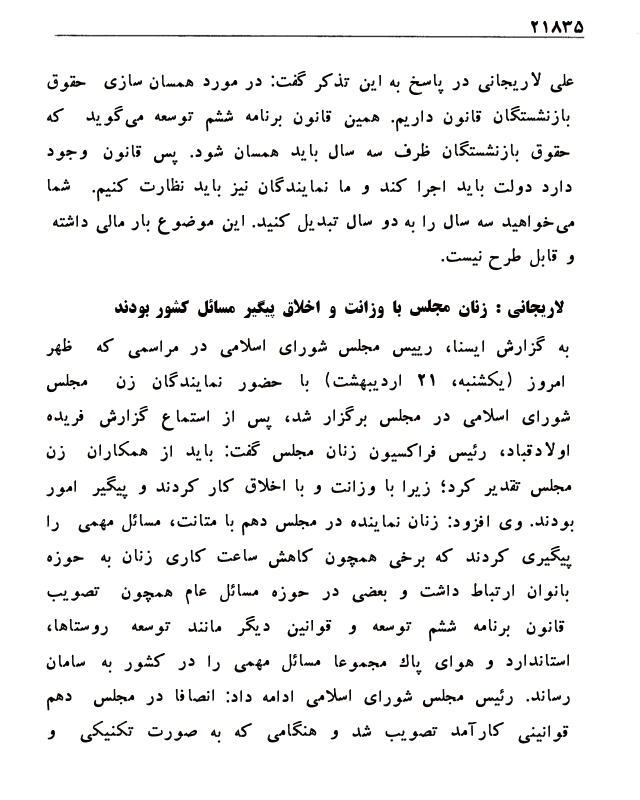 ۲۱۸۳۵
علی لاریجانی در پاسخ به این تذکر گفت: در مورد همسان سازی حقوق
بازنشستگان قانون داریم. همین قانون برنامه ششم توسعه می‌گوید که
حقوق بازنشستگان ظرف سه سال باید همسان شود. پس قانون وجود
دارد دولت باید اجرا کند و ما نمایندگان نیز باید نظارت کنیم. شما
می‌خواهید سه سال را به دو سال تبدیل کنید. این موضوع بار مالی داشته
و قابل طرح نیست.
لاریجانی : زنان مجلس با وزانت و اخلاق پیگیر مسائل کشور بودند
به گزارش ایسنا، رییس مجلس شورای اسلامی در مراسمی که ظهر
امروز (یکشنبه، ۲۱ اردیبهشت) با حضور نمایندگان زن مجلس
شورای اسلامی در مجلس برگزار شد، پس از استماع گزارش فریده
اولادقباد، رئیس فراکسیون زنان مجلس گفت: باید از همکاران زن
مجلس تقدیر کرد؛ زیرا با وزانت و با اخلاق کار کردند و پیگیر امور
بودند. وی افزود: زنان نماینده در مجلس دهم با متانت، مسائل مهمی را
پیگیری کردند که برخی همچون کاهش ساعت کاری زنان به حوزه
بانوان ارتباط داشت و بعضی در حوزه مسائل عام همچون تصویب
قانون برنامه ششم توسعه و قوانین دیگر مانند توسعه روستاها،
استاندارد و هوای پاك مجموعا مسائل مهمی را در کشور به سامان
رساند. رئیس مجلس شورای اسلامی ادامه داد: انصافا در مجلس دهم
قوانینی کارآمد تصویب شد و هنگامی که به صورت تکنیکی و